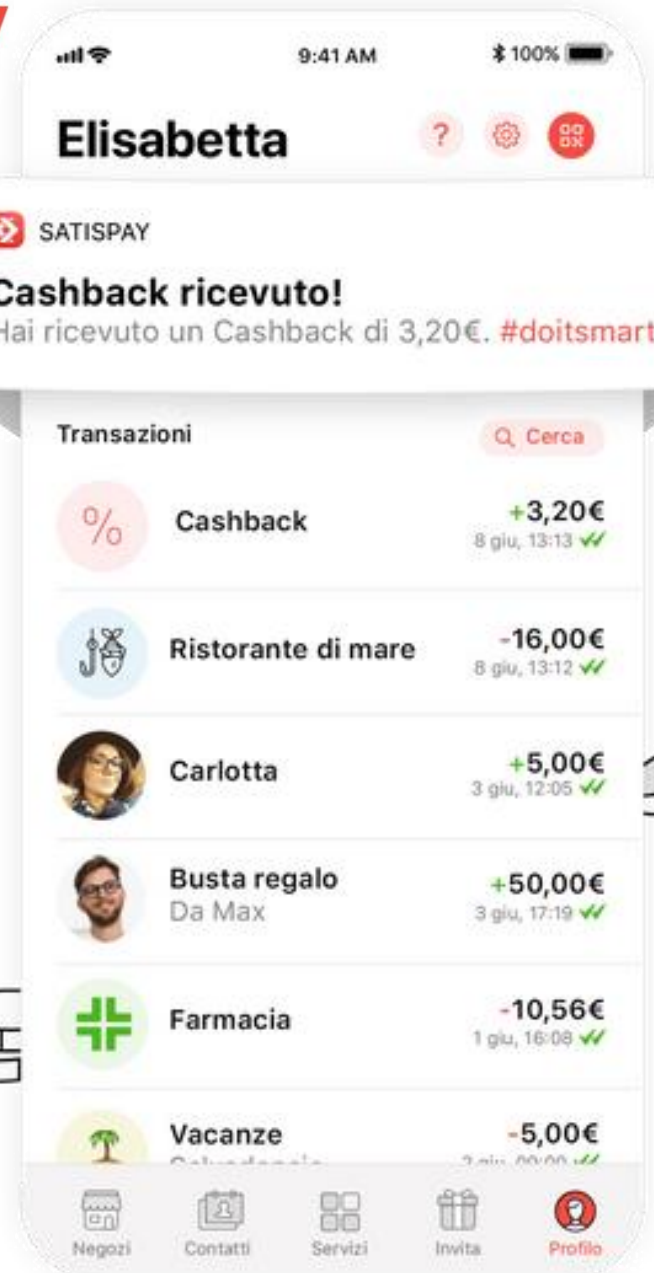 9:41 AM
100%
Elisabetta
?
SATISPAY
Cashback ricevuto!
Hai ricevuto un Cashback di 3,20€. #doitsmart
Transazioni
Cerca
%
Cashback
+3,20€
8 giu, 13:13
Ristorante di mare
-16,00€
8 giu, 13:12
Carlotta
+5,00€
3 giu, 12:05
Busta regalo
Da Max
+50,00€
3 giu, 17:19
Farmacia
-10,56€
1 giu, 16:08
Vacanze
-5,00€
Negozi
Contatti
Servizi
Invita
Profilo